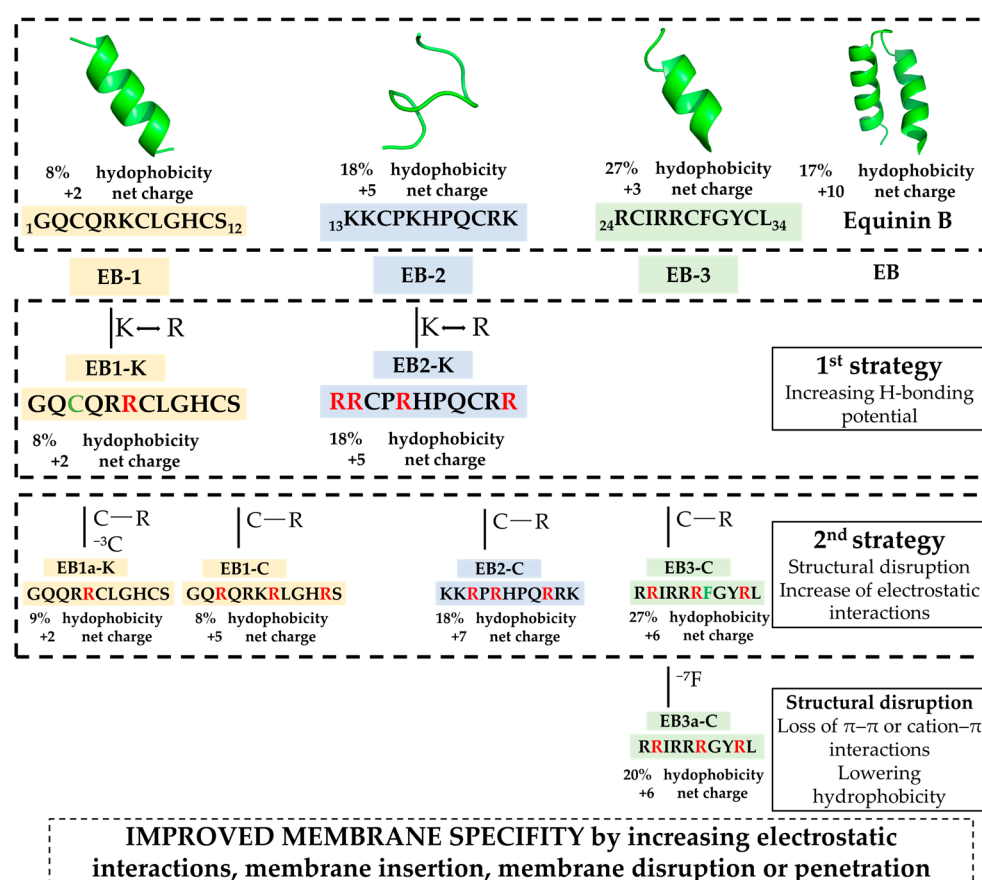 8% hydophobicity
+2 net charge
₁GQCQRKCLGHCS₁₂
18% hydophobicity
+5 net charge
₁₃KKCPKHPQCRK
27% hydophobicity
+3 net charge
₂₄RCIRRCFGYCL₃₄
17% hydophobicity
+10 net charge
Equinin B
EB-1
EB-2
EB-3
EB
K ↔ R
EB1-K
GQCQRRCLGHCS
8% hydophobicity
+2 net charge
K ↔ R
EB2-K
RRCPRHPQCRR
18% hydophobicity
+5 net charge
1st strategy
Increasing H-bonding
potential
C—R
⁻³C
EB1a-K
GQQRRCLGHCS
9% hydophobicity
+2 net charge
C—R
EB1-C
GQRQRKRLGHRS
8% hydophobicity
+5 net charge
C—R
EB2-C
KKRPRHPQRRK
18% hydophobicity
+7 net charge
C—R
EB3-C
RRIRRRFGYRL
27% hydophobicity
+6 net charge
2nd strategy
Structural disruption
Increase of electrostatic
interactions
⁻⁷F
EB3a-C
RRIRRRGYRL
20% hydophobicity
+6 net charge
Structural disruption
Loss of π–π or cation–π
interactions
Lowering
hydrophobicity
IMPROVED MEMBRANE SPECIFITY by increasing electrostatic
interactions, membrane insertion, membrane disruption or penetration